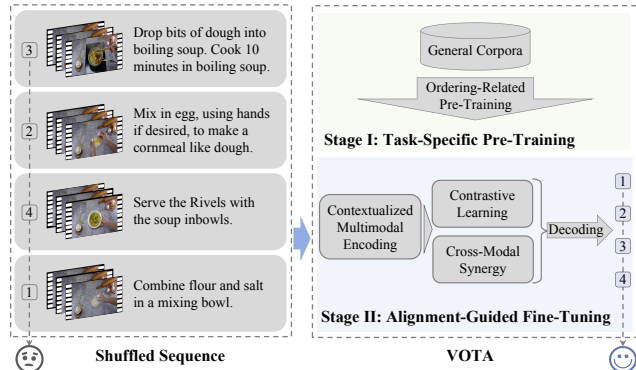 3
Drop bits of dough into
boiling soup. Cook 10
minutes in boiling soup.
2
Mix in egg, using hands
if desired, to make a
cornmeal like dough.
4
Serve the Rivels with
the soup inbowls.
1
Combine flour and salt
in a mixing bowl.
Shuffled Sequence
General Corpora
Ordering-Related
Pre-Training
Stage I: Task-Specific Pre-Training
Contextualized
Multimodal
Encoding
Contrastive
Learning
Cross-Modal
Synergy
Decoding
1
2
3
4
Stage II: Alignment-Guided Fine-Tuning
VOTA